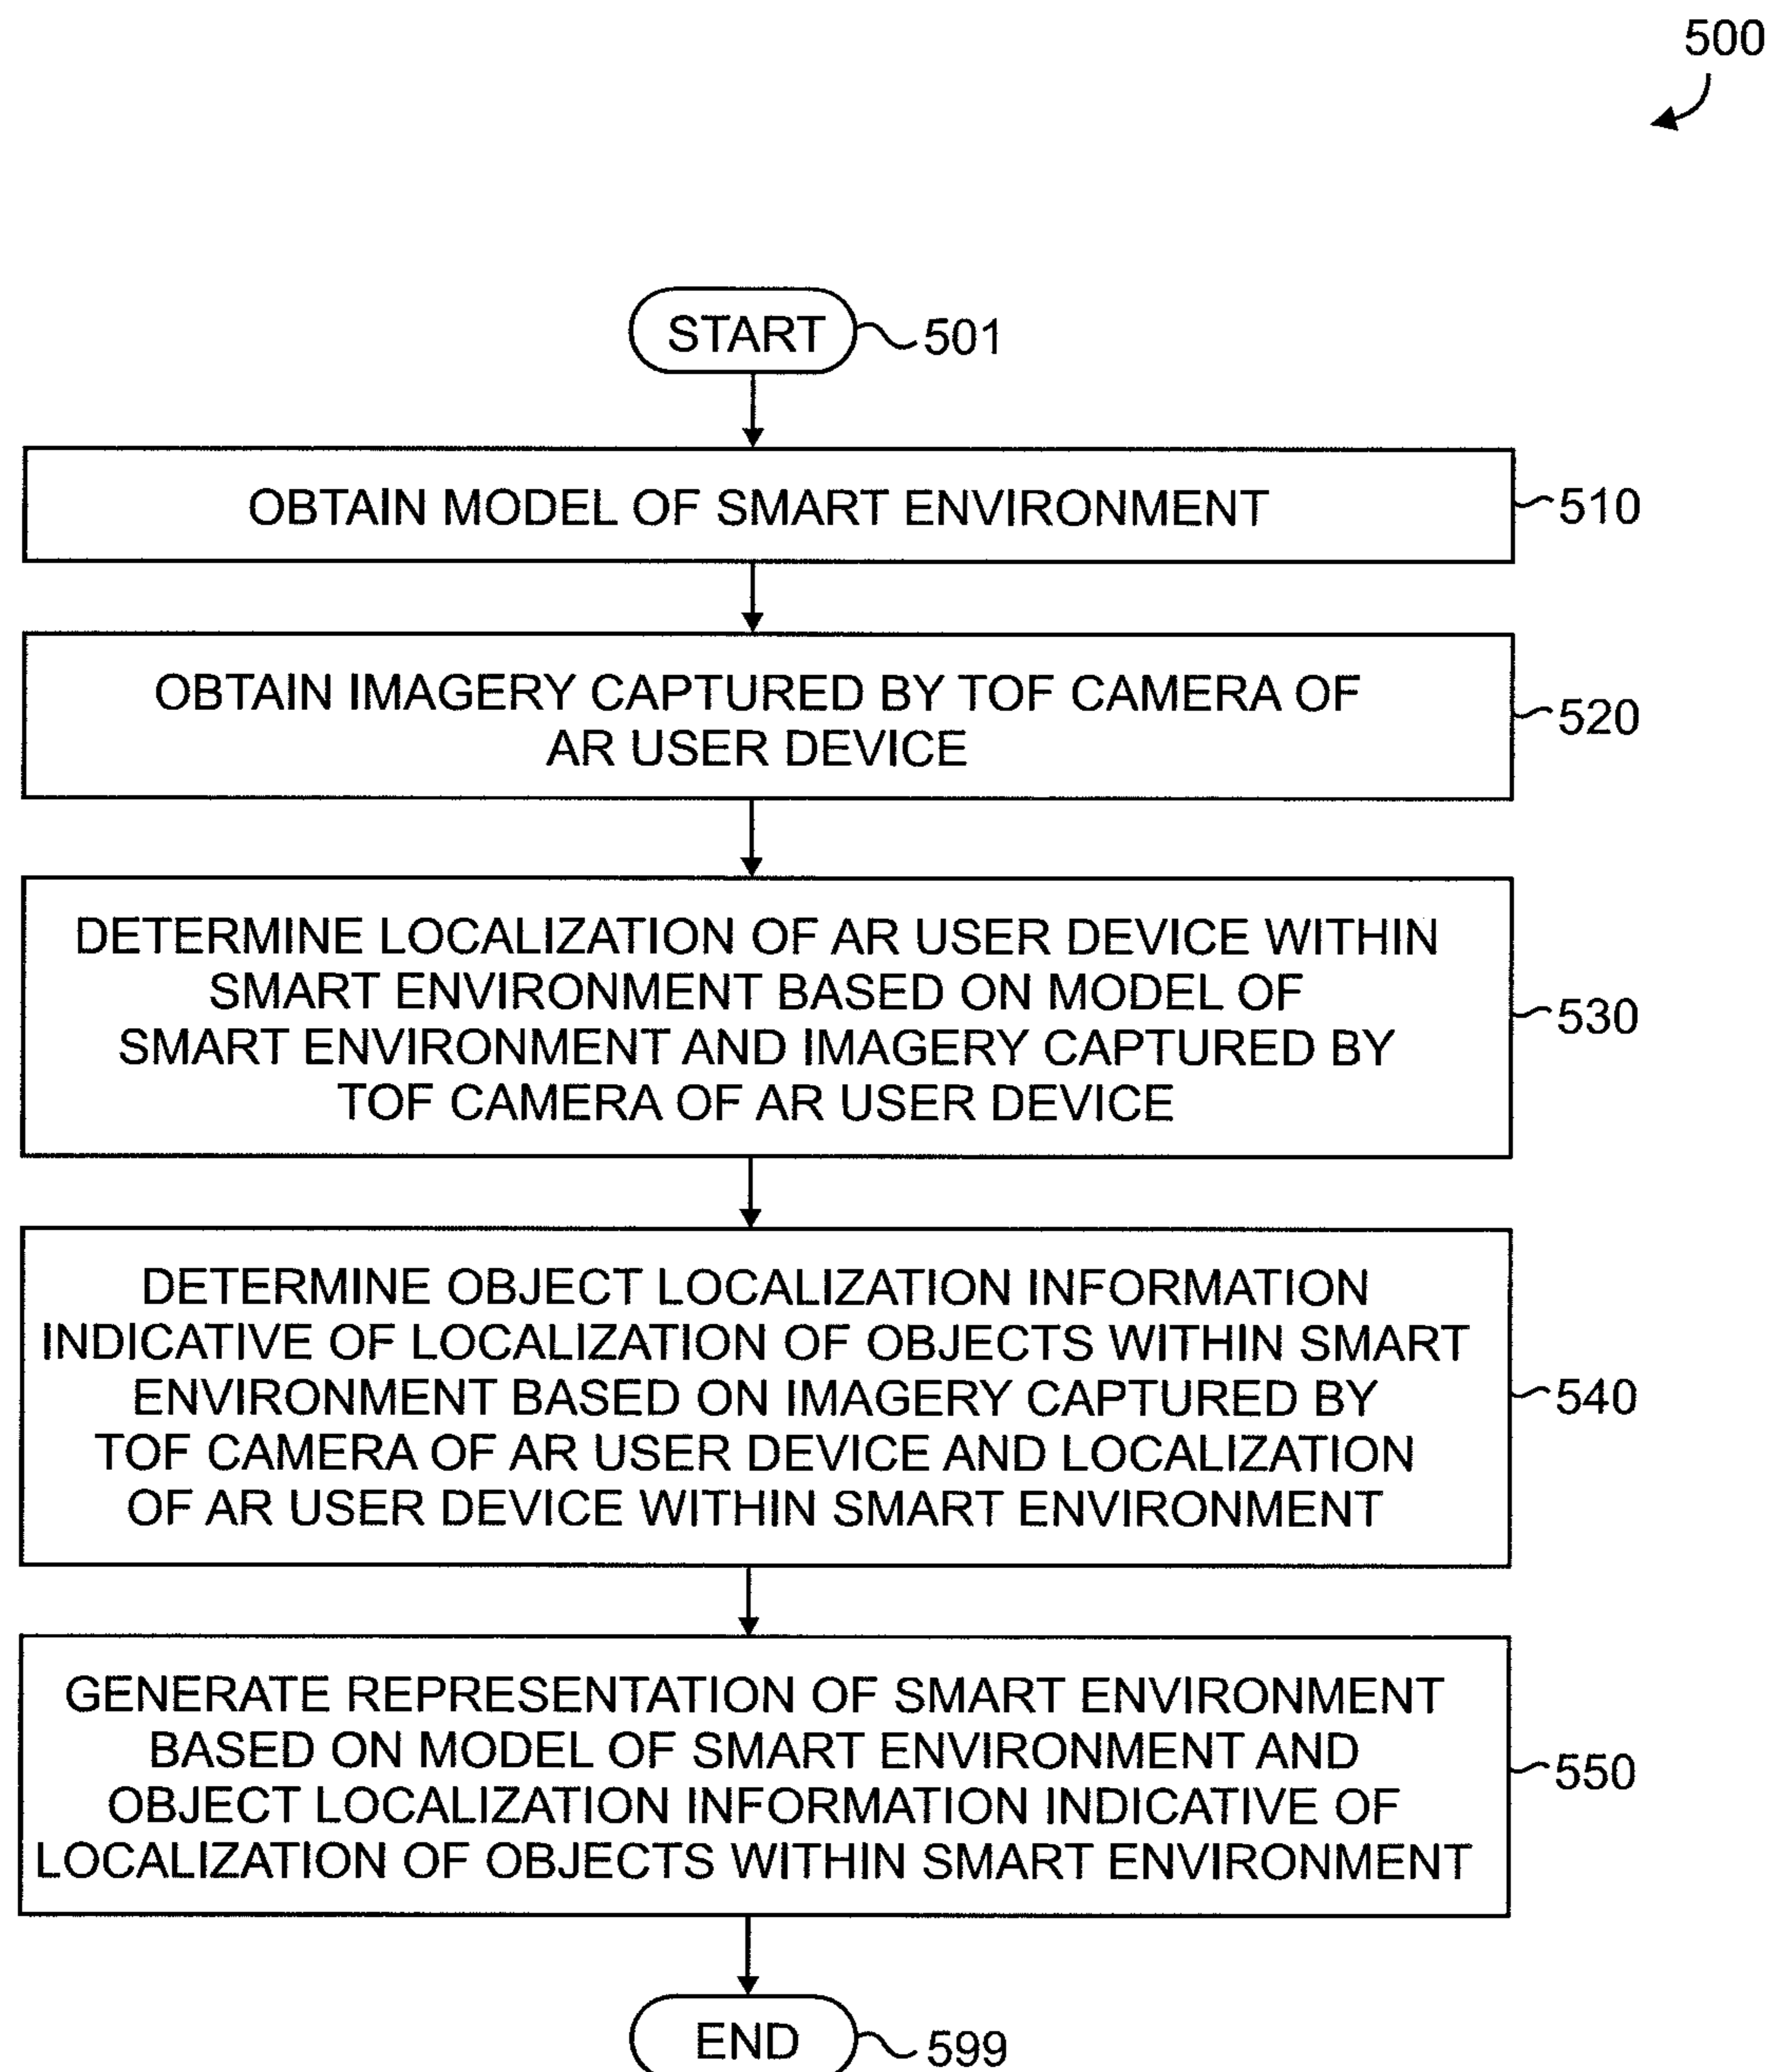 500
START
501
OBTAIN MODEL OF SMART ENVIRONMENT
510
OBTAIN IMAGERY CAPTURED BY TOF CAMERA OF
AR USER DEVICE
520
DETERMINE LOCALIZATION OF AR USER DEVICE WITHIN
SMART ENVIRONMENT BASED ON MODEL OF
SMART ENVIRONMENT AND IMAGERY CAPTURED BY
TOF CAMERA OF AR USER DEVICE
530
DETERMINE OBJECT LOCALIZATION INFORMATION
INDICATIVE OF LOCALIZATION OF OBJECTS WITHIN SMART
ENVIRONMENT BASED ON IMAGERY CAPTURED BY
TOF CAMERA OF AR USER DEVICE AND LOCALIZATION
OF AR USER DEVICE WITHIN SMART ENVIRONMENT
540
GENERATE REPRESENTATION OF SMART ENVIRONMENT
BASED ON MODEL OF SMART ENVIRONMENT AND
OBJECT LOCALIZATION INFORMATION INDICATIVE OF
LOCALIZATION OF OBJECTS WITHIN SMART ENVIRONMENT
550
END
599